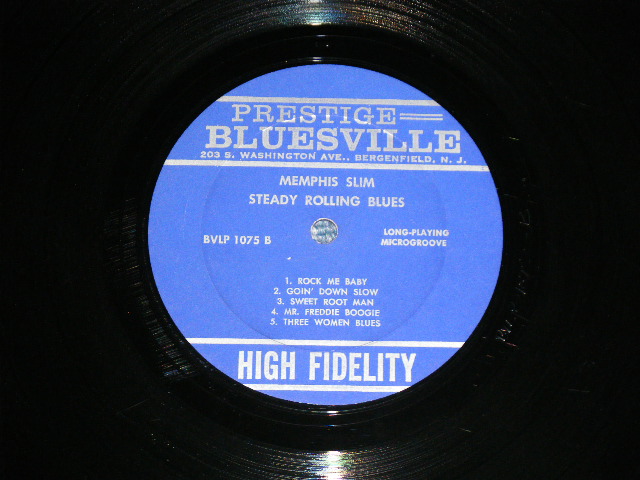 PRESTIGE
BLUESVILLE
203 S. WASHINGTON AVE., BERGENFIELD, N. J.
MEMPHIS SLIM
STEADY ROLLING BLUES
BVLP 1075 B
LONG-PLAYING
MICROGROOVE
1. ROCK ME BABY
2. GOIN' DOWN SLOW
3. SWEET ROOT MAN
4. MR. FREDDIE BOOGIE
5. THREE WOMEN BLUES
HIGH FIDELITY